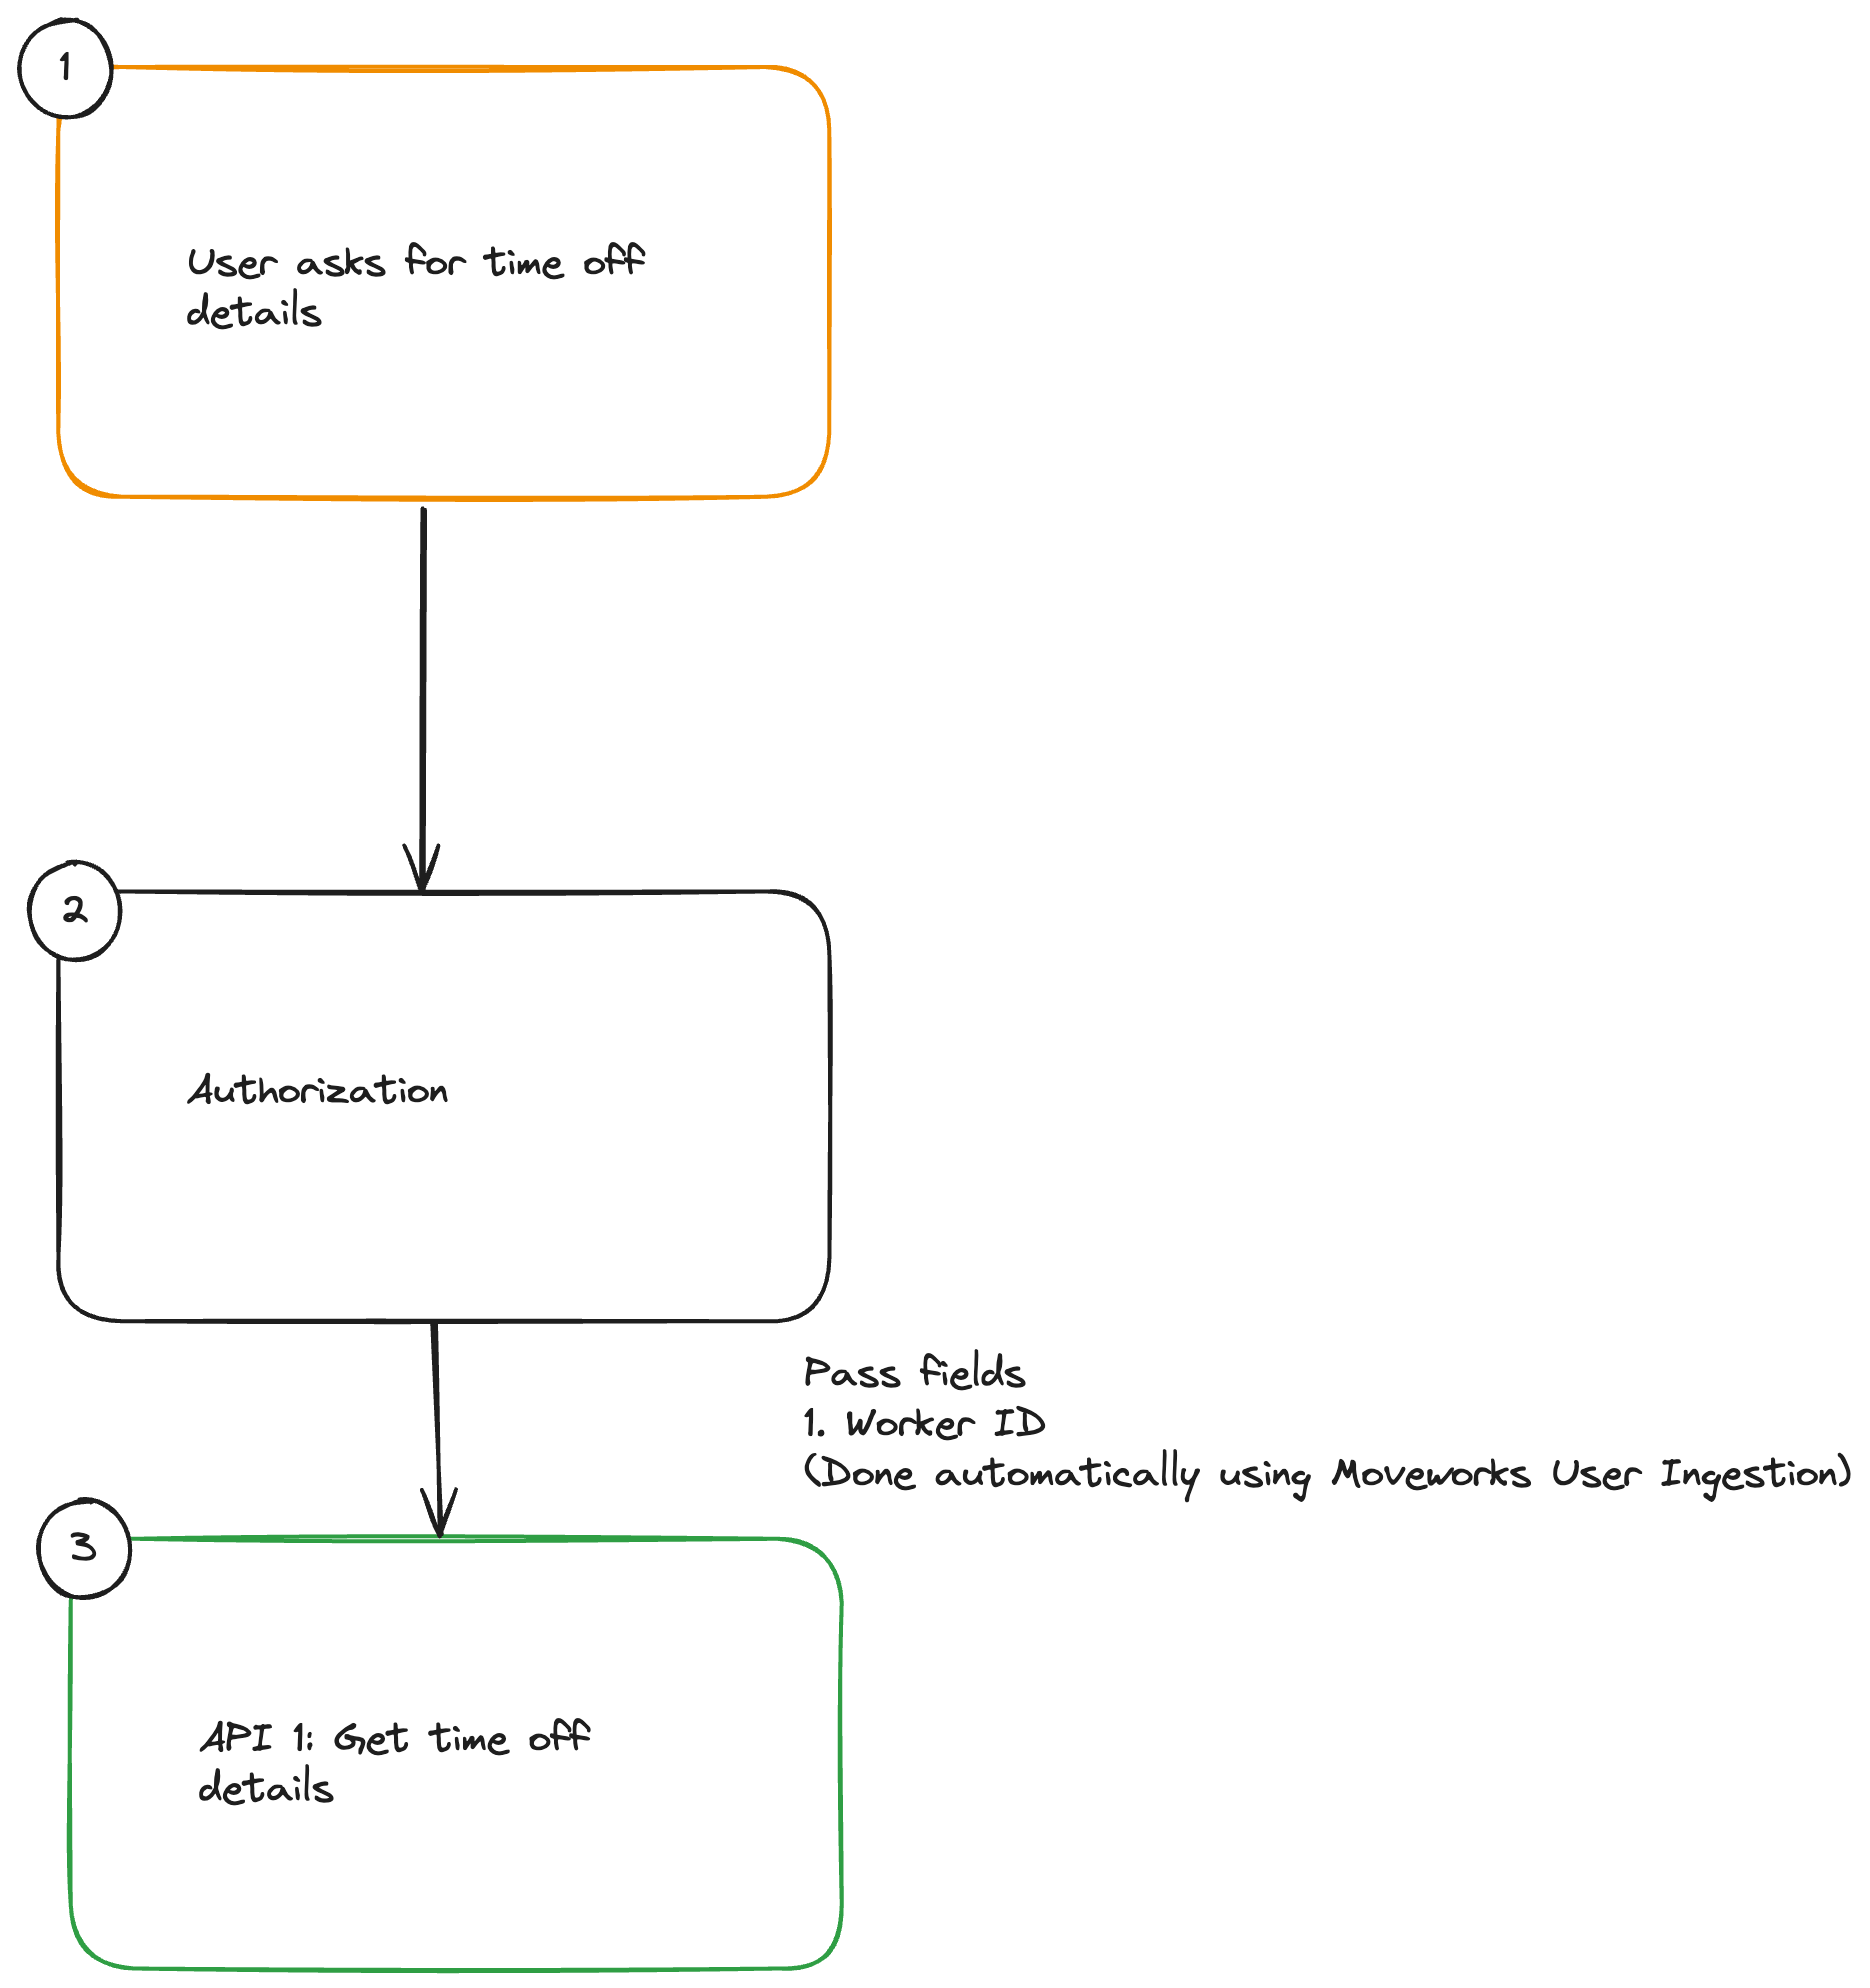 1
User asks for time off
details
2
Authorization
Pass fields
1. Worker ID
(Done automatically using Moveworks User Ingestion)
3
API 1: Get time off
details